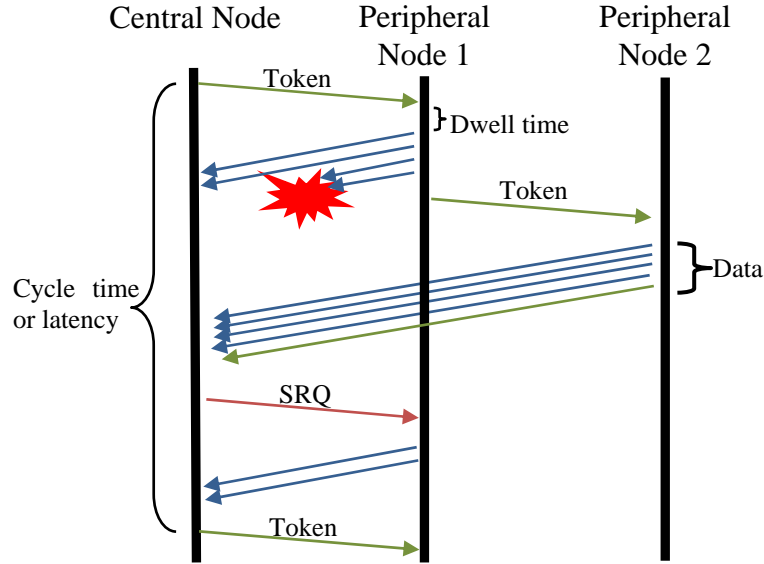 Central Node
Peripheral
Node 1
Peripheral
Node 2
Token
Dwell time
Token
Data
Cycle time
or latency
SRQ
Token